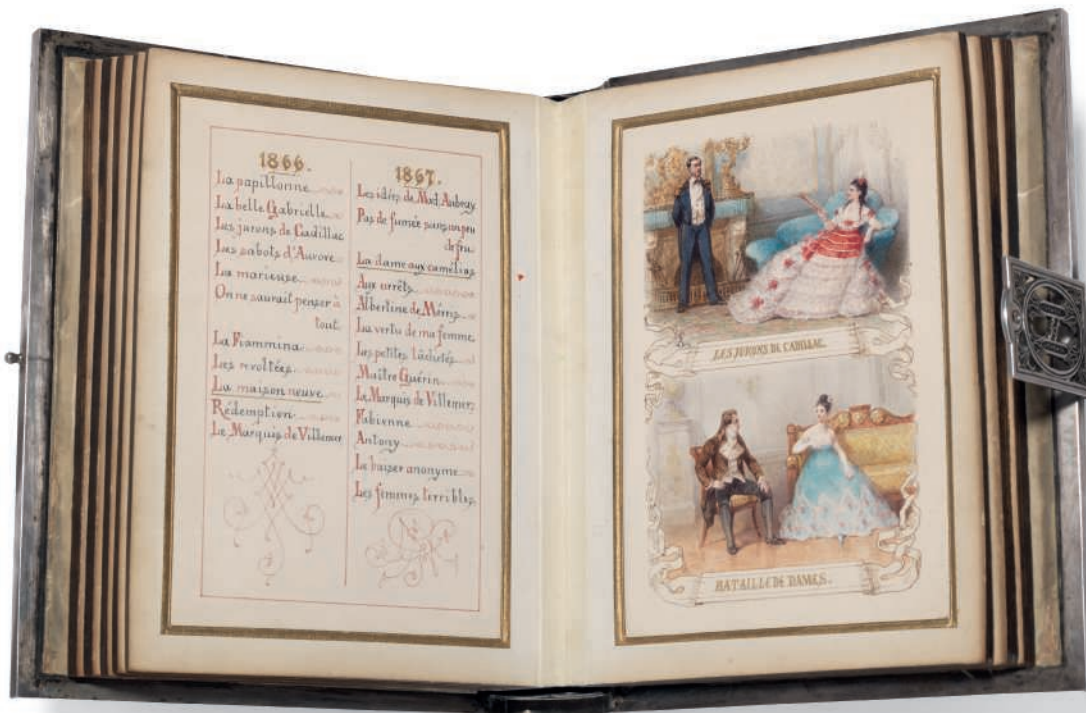 1866.
La papillonne
La belle Gabrielle
Les jurons de Cadillac
Les sabots d'Aurore
La marieuse
On ne saurait penser à
tout.
La Fiammina
Les révoltées
La maison neuve
Rédemption
Le Marquis de Villemer
1867.
Les idées de Mad. Aubray
Pas de fumée sans un peu
de feu
La dame aux camélias
Aux arrêts
Albertine de Merris
La vertu de ma femme.
Les petites lâchetés
Maître Guérin
Le Marquis de Villemer
Fabienne
Antony
Le baiser anonyme
Les femmes terribles
LES JURONS DE CADILLAC.
BATAILLE DE DAMES.